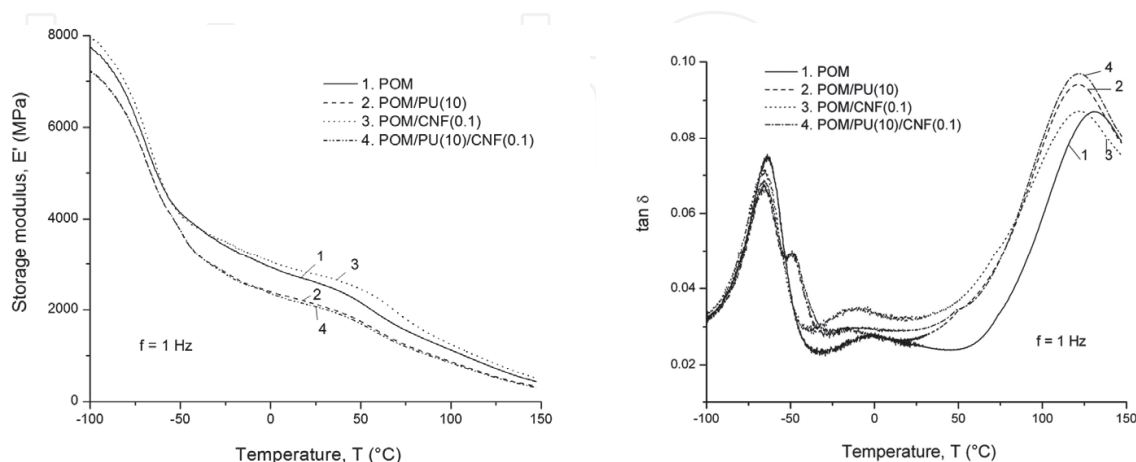 8000
6000
4000
2000
0
-100
-50
0
50
100
150
Storage modulus, E' (MPa)
Temperature, T (°C)
1. POM
2. POM/PU(10)
3. POM/CNF(0.1)
4. POM/PU(10)/CNF(0.1)
1
3
2
4
f = 1 Hz
0.10
0.08
0.06
0.04
0.02
-100
-50
0
50
100
150
tan δ
Temperature, T (°C)
1. POM
2. POM/PU(10)
3. POM/CNF(0.1)
4. POM/PU(10)/CNF(0.1)
4
2
1
3
f = 1 Hz